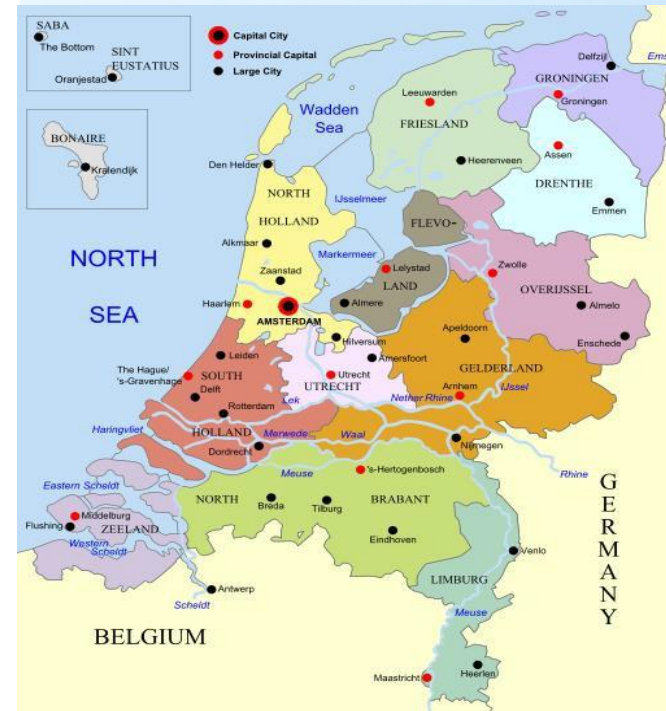 SABA
The Bottom
SINT
EUSTATIUS
Oranjestad
Capital City
Provincial Capital
Large City
BONAIRE
Kralendijk
Wadden
Sea
Leeuwarden
FRIESLAND
Heerenveen
GRONINGEN
Delfzijl
Ems
Groningen
Assen
DRENTHE
Emmen
Den Helder
NORTH
HOLLAND
IJsselmeer
FLEVO-
LAND
Alkmaar
Markermeer
Zaanstad
Lelystad
Zwolle
OVERIJSSEL
Almelo
Enschede
NORTH
SEA
Haarlem
AMSTERDAM
Almere
Hilversum
Apeldoorn
Amersfoort
GELDERLAND
Leiden
The Hague/
's-Gravenhage
SOUTH
HOLLAND
Delft
UTRECHT
Utrecht
Arnhem
IJssel
Rotterdam
Lek
Nether Rhine
Haringvliet
Merwede
Waal
Dordrecht
Nijmegen
Rhine
Meuse
's-Hertogenbosch
Eastern Scheldt
NORTH
BRABANT
Breda
Tilburg
Eindhoven
Middelburg
Flushing
ZEELAND
Western
Scheldt
Venlo
LIMBURG
GERMANY
Antwerp
Scheldt
Meuse
BELGIUM
Maastricht
Heerlen